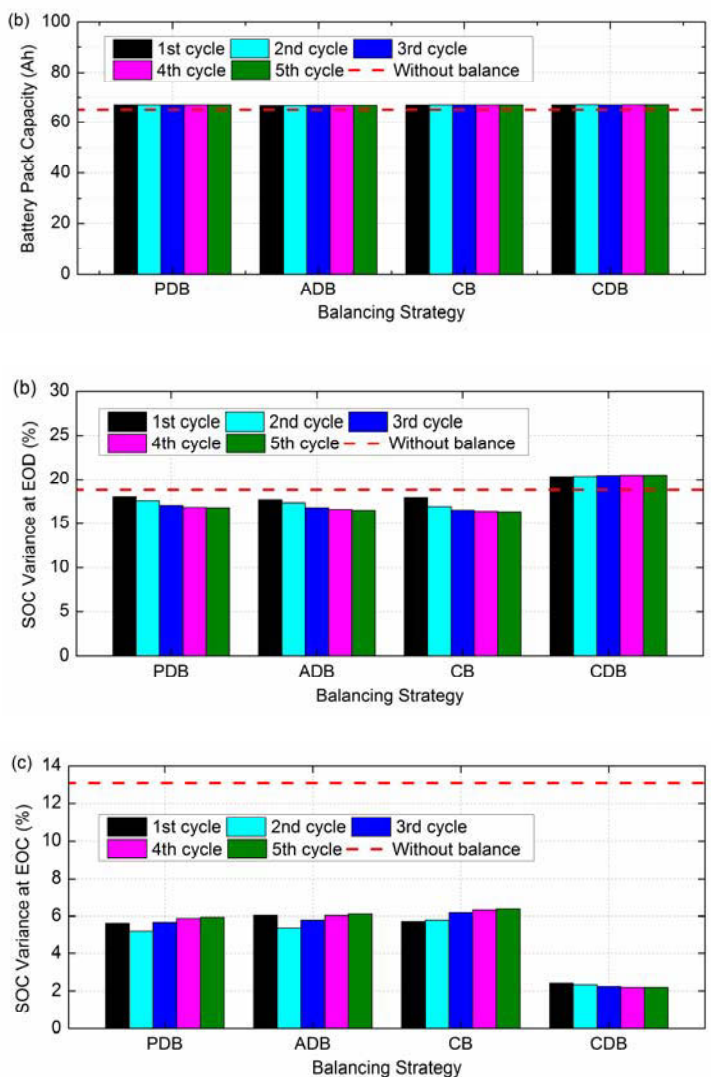 (b)
100
80
60
40
20
0
Battery Pack Capacity (Ah)
1st cycle 2nd cycle 3rd cycle
4th cycle 5th cycle Without balance
PDB ADB CB CDB
Balancing Strategy
(b)
30
25
20
15
10
5
0
SOC Variance at EOD (%)
1st cycle 2nd cycle 3rd cycle
4th cycle 5th cycle Without balance
PDB ADB CB CDB
Balancing Strategy
(c)
14
12
10
8
6
4
2
0
SOC Variance at EOC (%)
1st cycle 2nd cycle 3rd cycle
4th cycle 5th cycle Without balance
PDB ADB CB CDB
Balancing Strategy